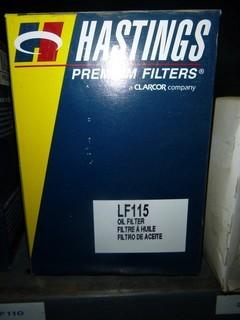 HASTINGS
PREMIUM FILTERS®
a CLARCOR company
LF115
OIL FILTER
FILTRE À HUILE
FILTRO DE ACEITE